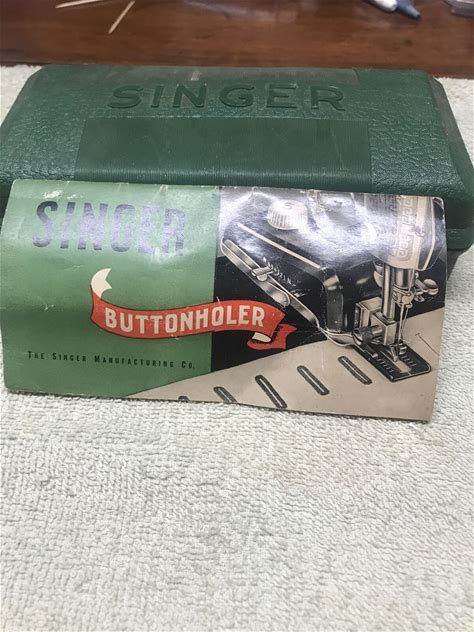 SINGER
SINGER
BUTTONHOLER
THE SINGER MANUFACTURING CO.